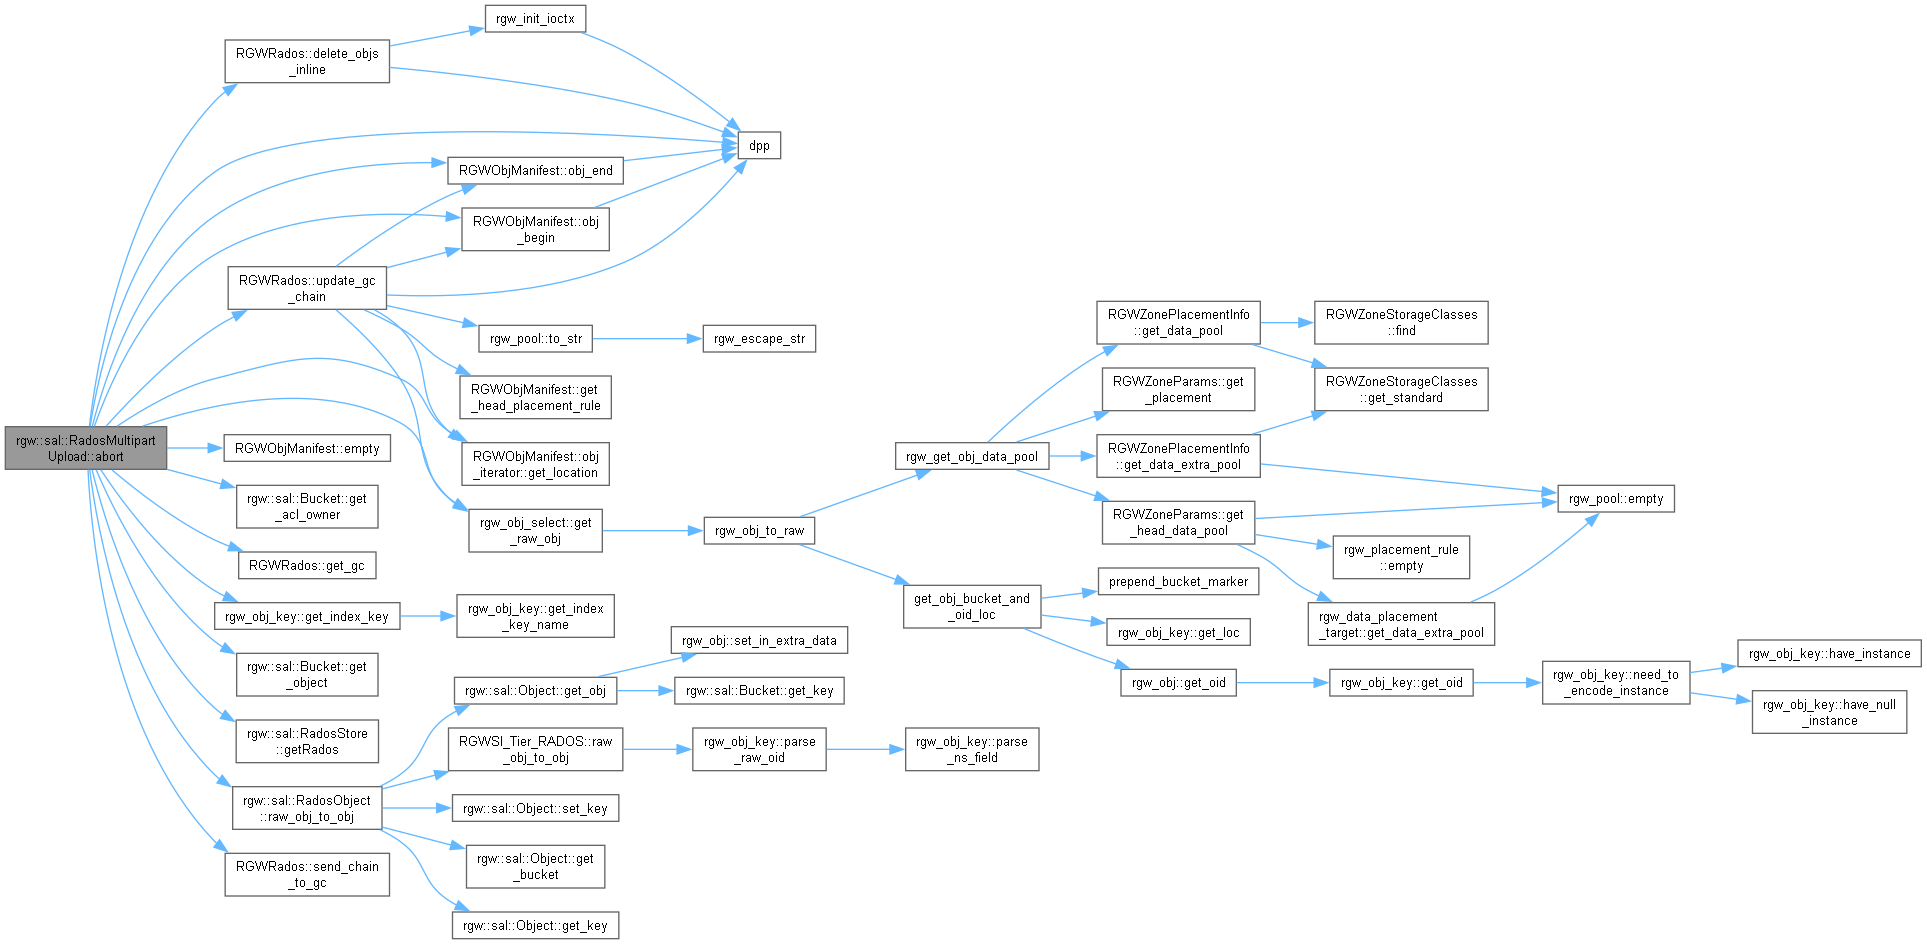 rgw::sal::RadosMultipart
Upload::abort
RGWRados::delete_objs
_inline
rgw_init_ioctx
dpp
RGWObjManifest::obj_end
RGWObjManifest::obj
_begin
RGWRados::update_gc
_chain
rgw_pool::to_str
rgw_escape_str
RGWObjManifest::get
_head_placement_rule
RGWObjManifest::empty
RGWObjManifest::obj
_iterator::get_location
rgw::sal::Bucket::get
_acl_owner
rgw_obj_select::get
_raw_obj
RGWRados::get_gc
rgw_obj_key::get_index_key
rgw_obj_key::get_index
_key_name
rgw::sal::Bucket::get
_object
rgw::sal::RadosStore
::getRados
rgw::sal::RadosObject
::raw_obj_to_obj
RGWRados::send_chain
_to_gc
rgw::sal::Object::get_obj
rgw_obj::set_in_extra_data
rgw::sal::Bucket::get_key
RGWSI_Tier_RADOS::raw
_obj_to_obj
rgw_obj_key::parse
_raw_oid
rgw_obj_key::parse
_ns_field
rgw::sal::Object::set_key
rgw::sal::Object::get
_bucket
rgw::sal::Object::get_key
rgw_obj_to_raw
rgw_get_obj_data_pool
get_obj_bucket_and
_oid_loc
RGWZonePlacementInfo
::get_data_pool
RGWZoneStorageClasses
::find
RGWZoneParams::get
_placement
RGWZoneStorageClasses
::get_standard
RGWZonePlacementInfo
::get_data_extra_pool
RGWZoneParams::get
_head_data_pool
rgw_pool::empty
rgw_placement_rule
::empty
rgw_data_placement
_target::get_data_extra_pool
prepend_bucket_marker
rgw_obj_key::get_loc
rgw_obj::get_oid
rgw_obj_key::get_oid
rgw_obj_key::need_to
_encode_instance
rgw_obj_key::have_instance
rgw_obj_key::have_null
_instance